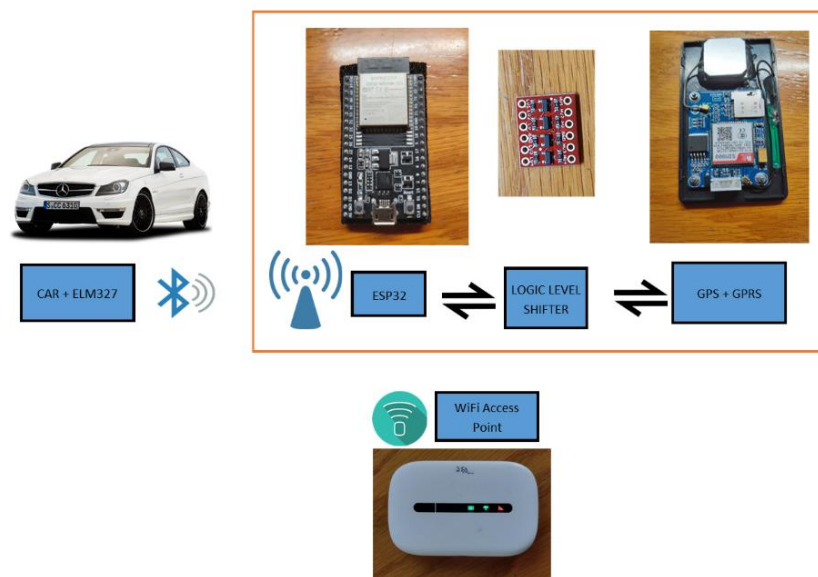 CAR + ELM327
ESP32
LOGIC LEVEL
SHIFTER
GPS + GPRS
WiFi Access
Point